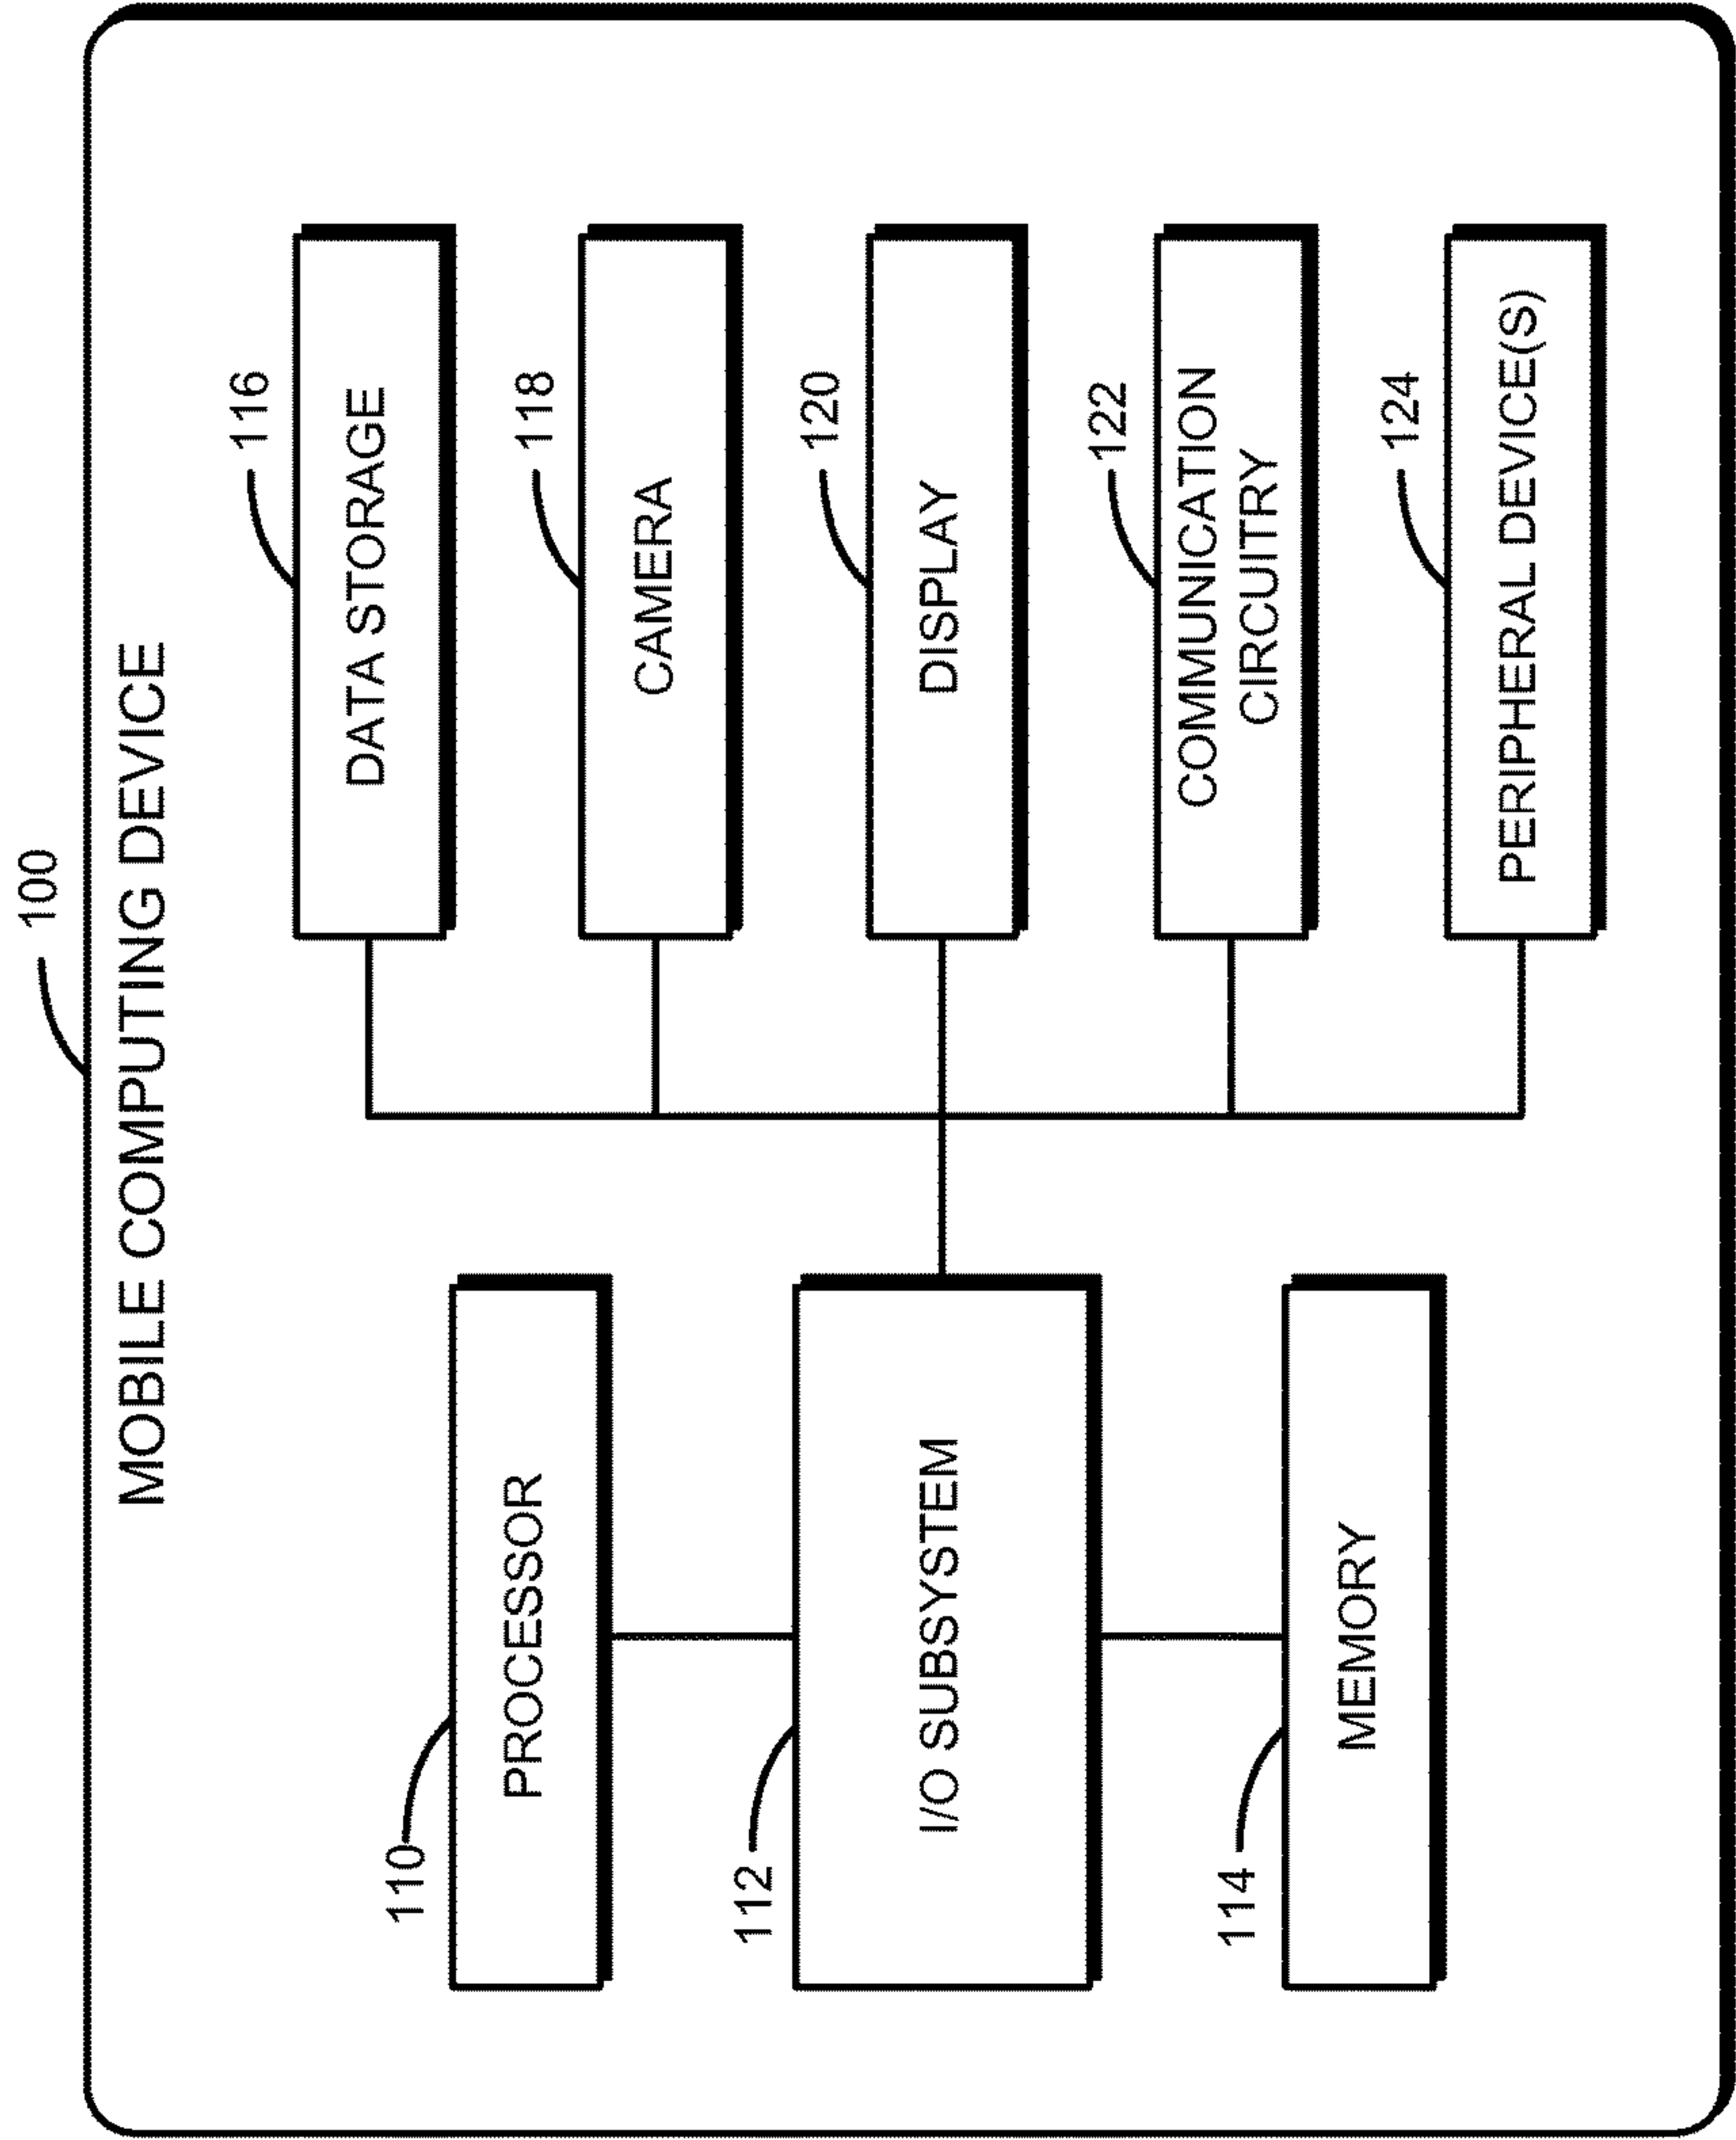 100
MOBILE COMPUTING DEVICE
110
PROCESSOR
112
I/O SUBSYSTEM
114
MEMORY
116
DATA STORAGE
118
CAMERA
120
DISPLAY
122
COMMUNICATION
CIRCUITRY
124
PERIPHERAL DEVICE(S)